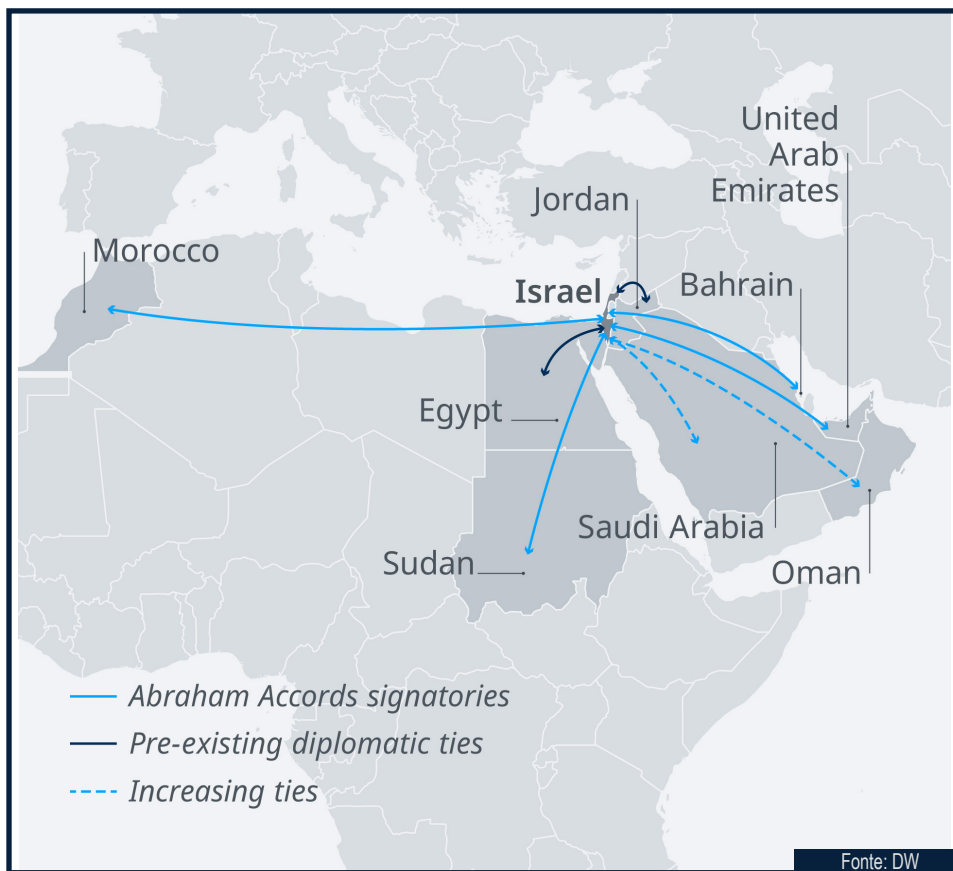 United
Arab
Emirates
Jordan
Morocco
Israel
Bahrain
Egypt
Saudi Arabia
Sudan
Oman
Abraham Accords signatories
Pre-existing diplomatic ties
Increasing ties
Fonte: DW